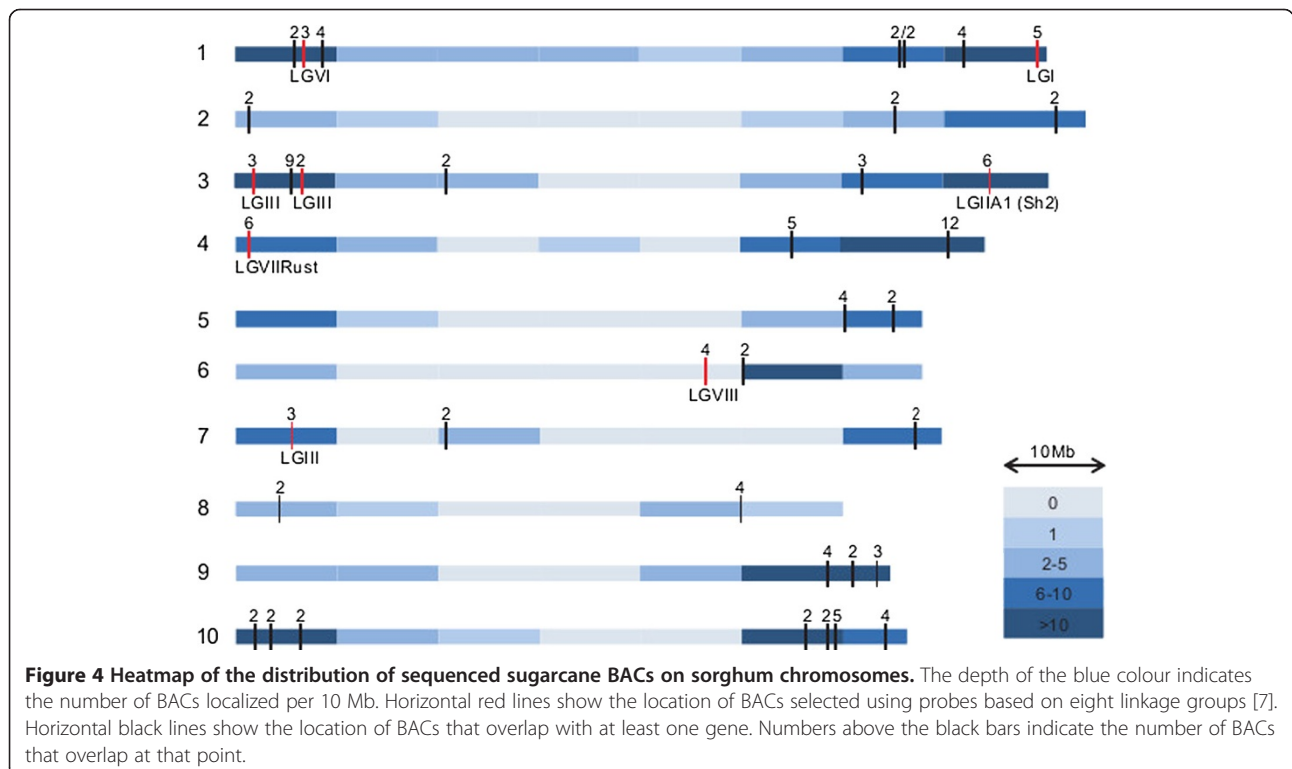 2 3 4 2/2 4 5
1
LGVI LGI
2 2 2
2
3 9 2 2 3 6
3
LGIII LGIII LGIIA1 (Sh2)
6 5 12
4
LGVIIRust
4 2
5
4 2
6
LGVIII
3 2 2
7
LGIII
10Mb
2 4
8
0
1
4 2 3
9
2-5
6-10
2 2 2 2 2 5 4
10
>10
Figure 4 Heatmap of the distribution of sequenced sugarcane BACs on sorghum chromosomes. The depth of the blue colour indicates
the number of BACs localized per 10 Mb. Horizontal red lines show the location of BACs selected using probes based on eight linkage groups [7].
Horizontal black lines show the location of BACs that overlap with at least one gene. Numbers above the black bars indicate the number of BACs
that overlap at that point.